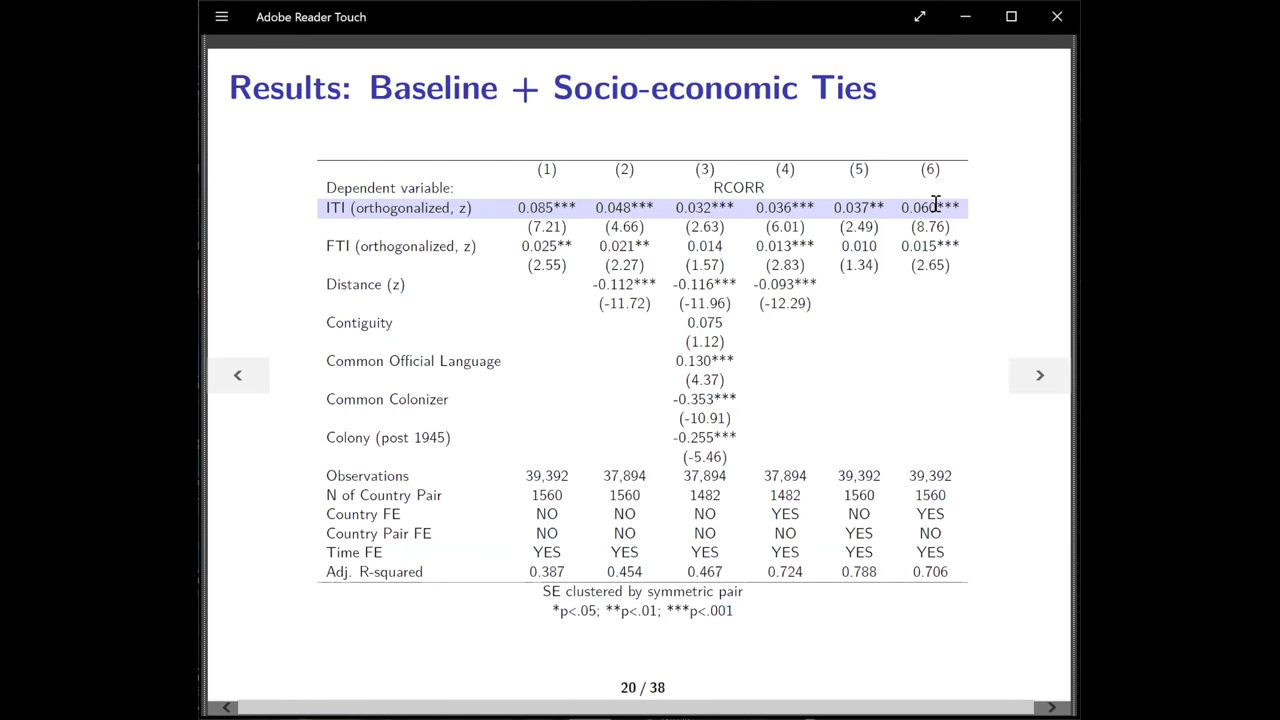 Adobe Reader Touch
Results: Baseline + Socio-economic Ties
(1) (2) (3) (4) (5) (6)
Dependent variable: RCORR
ITI (orthogonalized, z) 0.085*** 0.048*** 0.032*** 0.036*** 0.037** 0.060***
(7.21) (4.66) (2.63) (6.01) (2.49) (8.76)
FTI (orthogonalized, z) 0.025** 0.021** 0.014 0.013*** 0.010 0.015***
(2.55) (2.27) (1.57) (2.83) (1.34) (2.65)
Distance (z) -0.112*** -0.116*** -0.093***
(-11.72) (-11.96) (-12.29)
Contiguity 0.075
(1.12)
Common Official Language 0.130***
(4.37)
Common Colonizer -0.353***
(-10.91)
Colony (post 1945) -0.255***
(-5.46)
Observations 39,392 37,894 37,894 37,894 39,392 39,392
N of Country Pair 1560 1560 1482 1482 1560 1560
Country FE NO NO NO YES NO YES
Country Pair FE NO NO NO NO YES NO
Time FE YES YES YES YES YES YES
Adj. R-squared 0.387 0.454 0.467 0.724 0.788 0.706
SE clustered by symmetric pair
*p<.05; **p<.01; ***p<.001
20 / 38